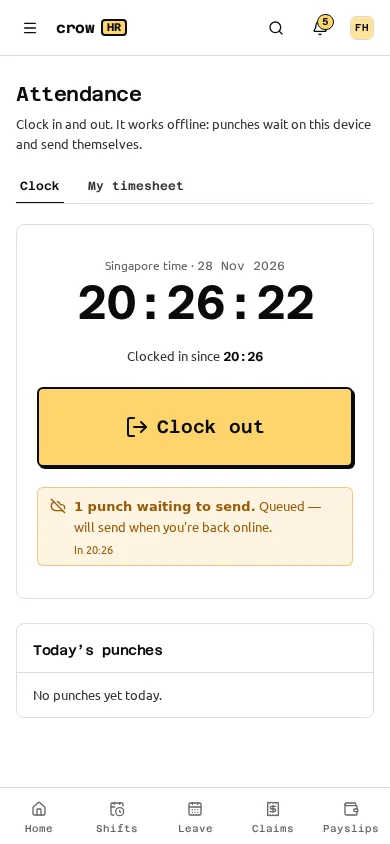 crow HR
5
FH
Attendance
Clock in and out. It works offline: punches wait on this device
and send themselves.
Clock
My timesheet
Singapore time · 28 Nov 2026
20:26:22
Clocked in since 20:26
Clock out
1 punch waiting to send. Queued —
will send when you're back online.
In 20:26
Today’s punches
No punches yet today.
Home
Shifts
Leave
Claims
Payslips